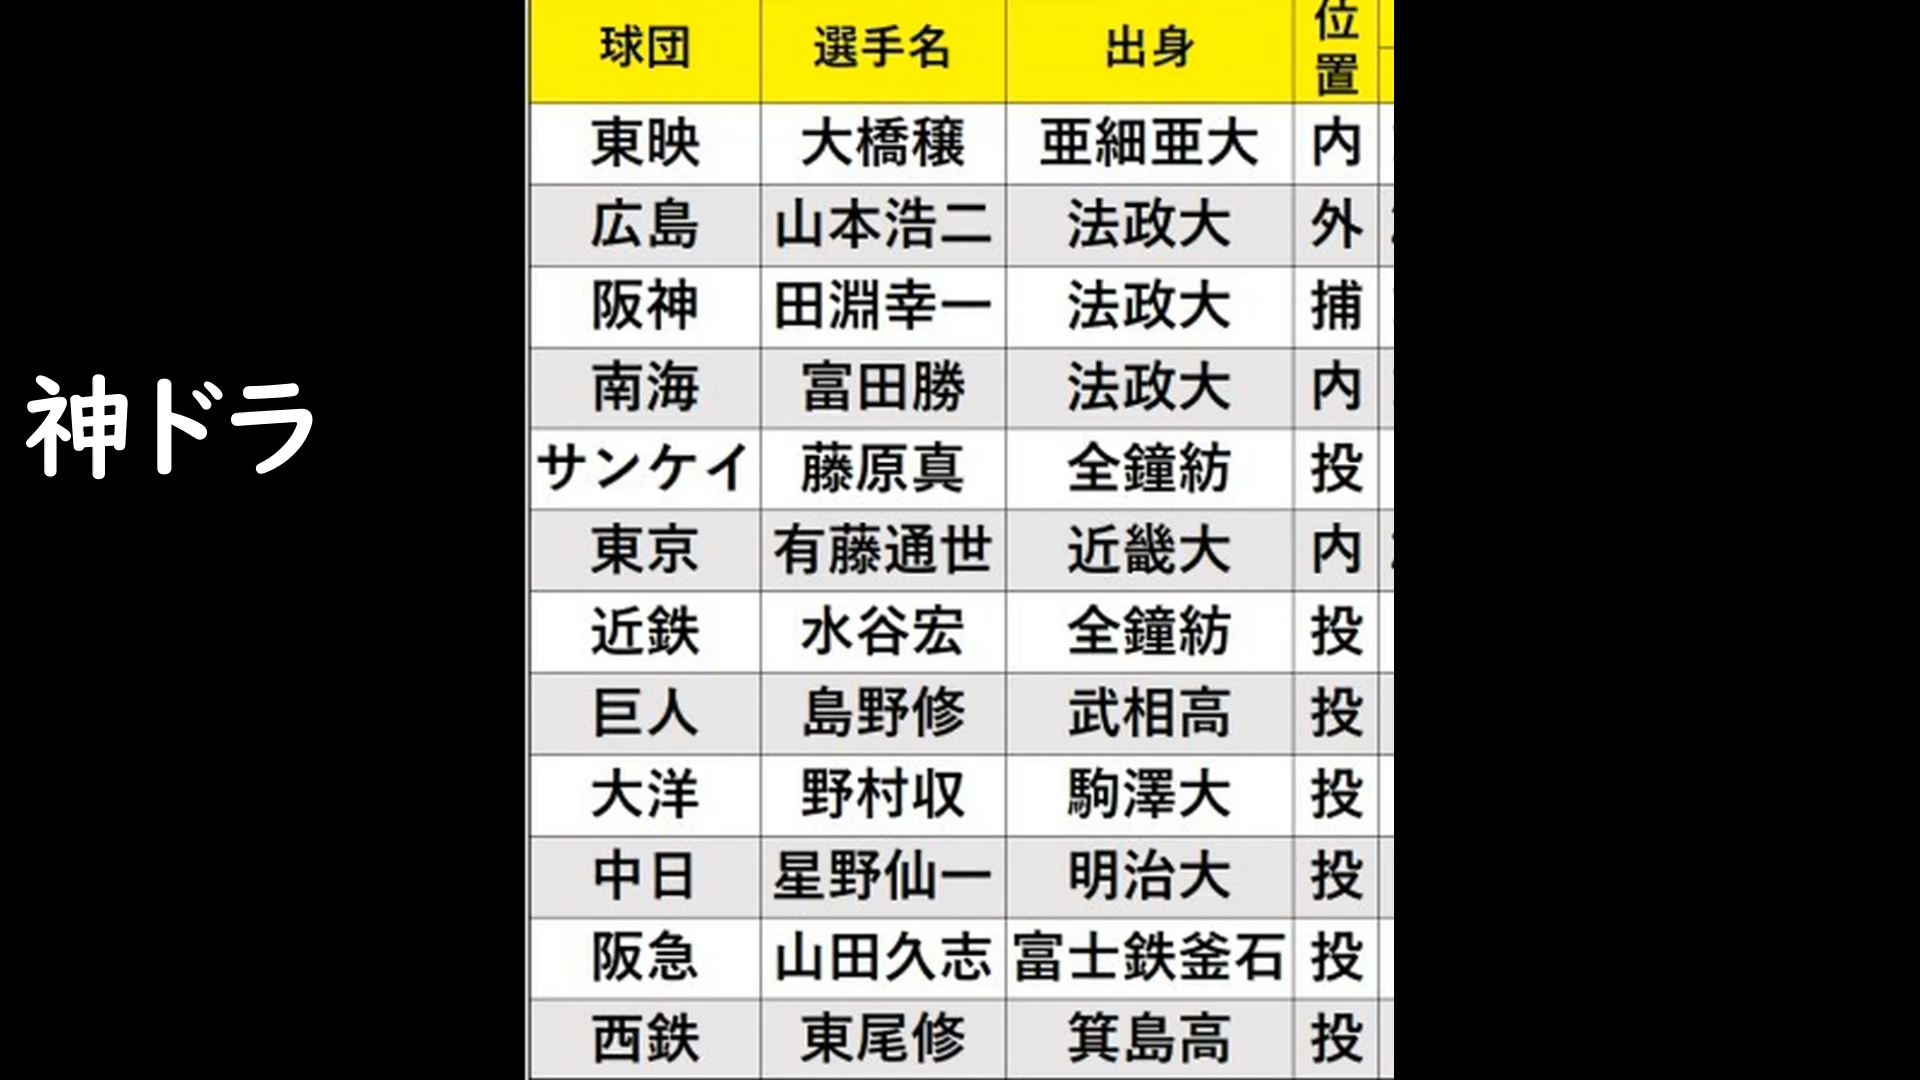 神ドラ
球団 選手名 出身 位置
東映 大橋穣 亜細亜大 内
広島 山本浩二 法政大 外
阪神 田淵幸一 法政大 捕
南海 富田勝 法政大 内
サンケイ 藤原真 全鐘紡 投
東京 有藤通世 近畿大 内
近鉄 水谷宏 全鐘紡 投
巨人 島野修 武相高 投
大洋 野村収 駒澤大 投
中日 星野仙一 明治大 投
阪急 山田久志 富士鉄釜石 投
西鉄 東尾修 箕島高 投